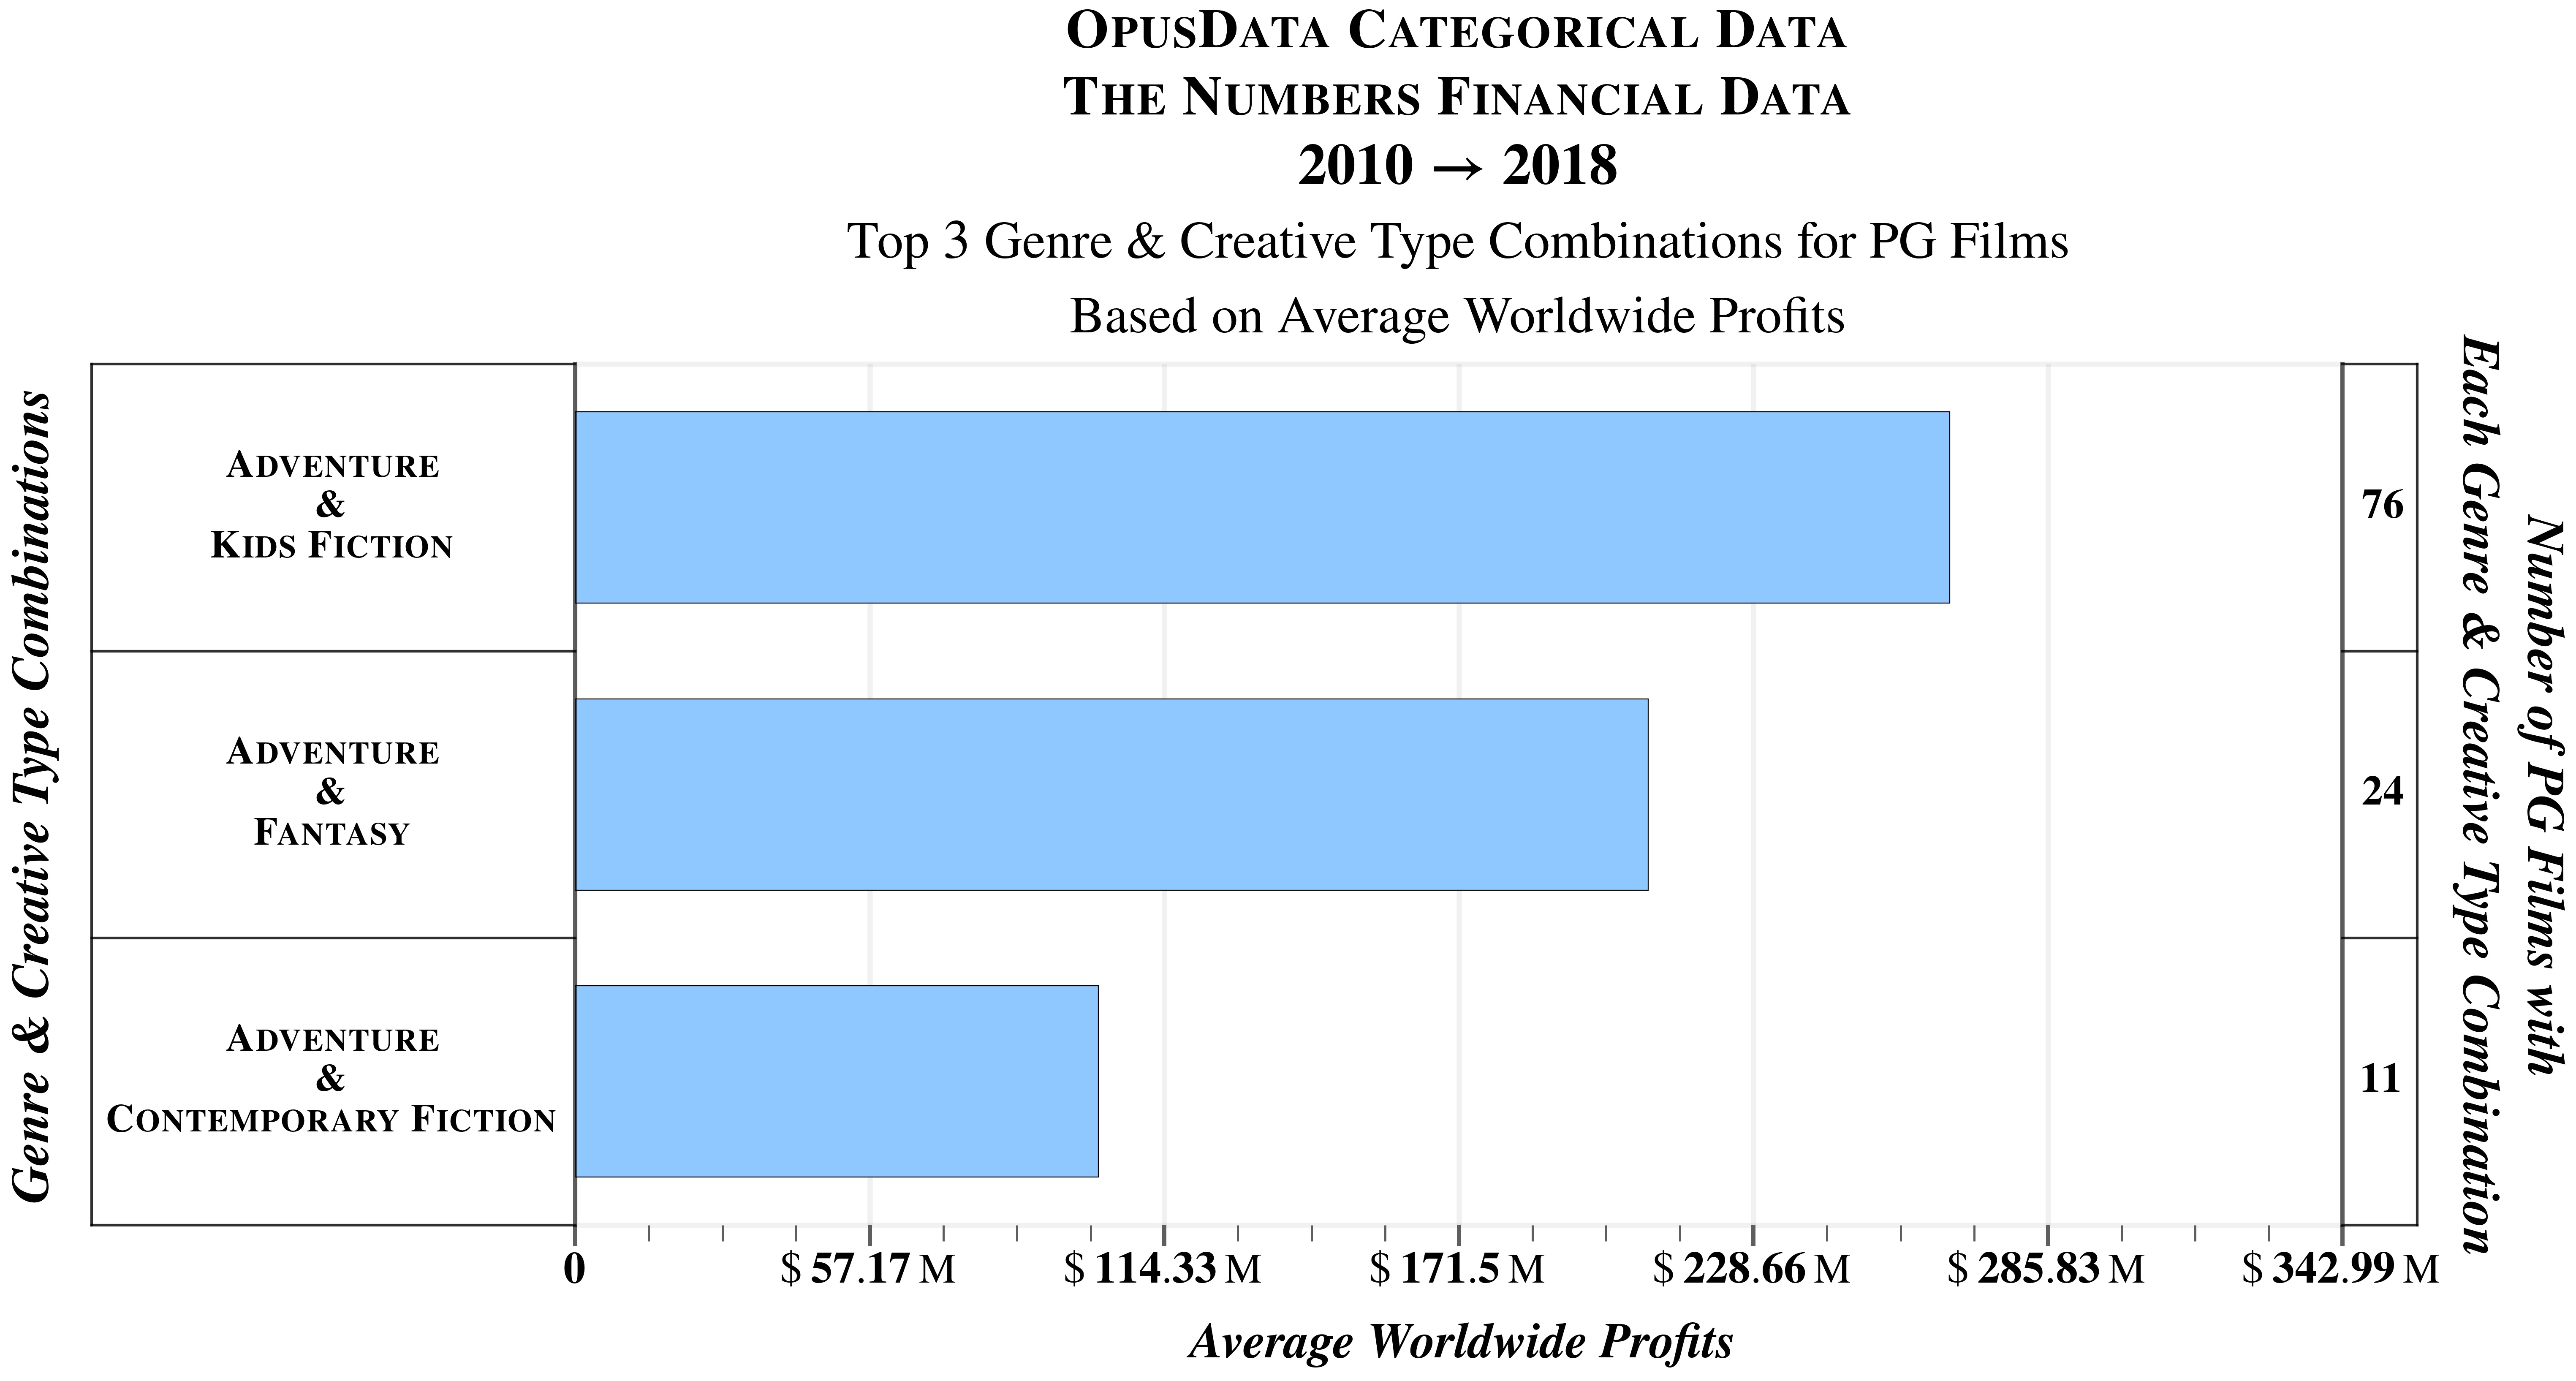 OpusData Categorical Data
The Numbers Financial Data
2010 → 2018
Top 3 Genre & Creative Type Combinations for PG Films
Based on Average Worldwide Profits
Genre & Creative Type Combinations
Adventure
&
Kids Fiction
76
Adventure
&
Fantasy
24
Adventure
&
Contemporary Fiction
11
Number of PG Films with
Each Genre & Creative Type Combination
0 $ 57.17 M $ 114.33 M $ 171.5 M $ 228.66 M $ 285.83 M $ 342.99 M
Average Worldwide Profits